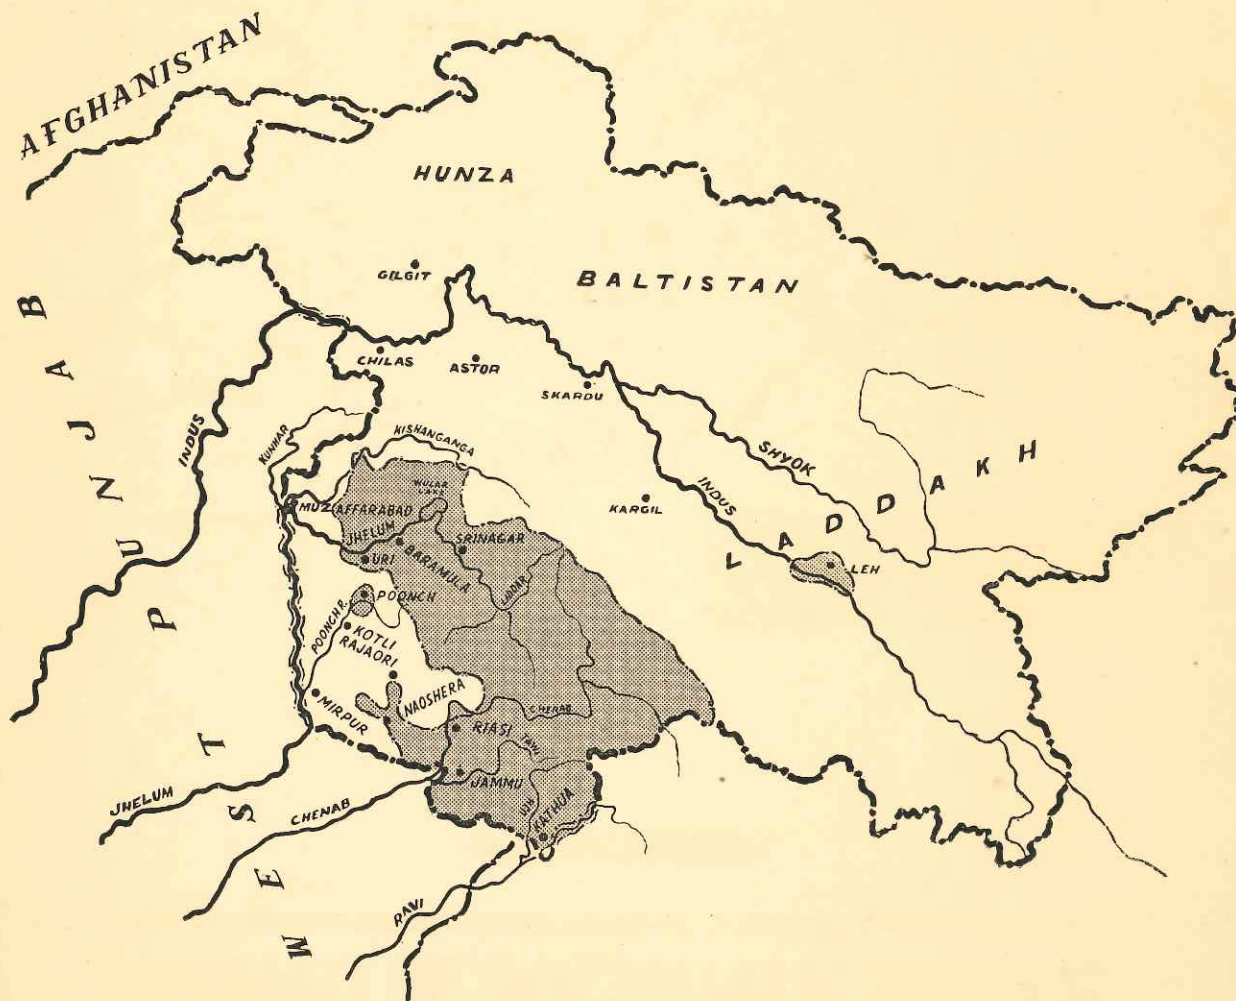 AFGHANISTAN
HUNZA
GILGIT
BALTISTAN
CHILAS
ASTOR
SKARDU
INDUS
KUNHAR
KISHANGANGA
SHYOK
LADDAKH
WULAR
LAKE
MUZAFFARABAD
KARGIL
INDUS
JHELUM
SRINAGAR
BARAMULA
URI
LEH
LIDDAR
POONCH
POONCH R.
KOTLI
RAJAORI
NAOSHERA
MIRPUR
CHENAB
RIASI
TAWI
JAMMU
UJH
KATHUA
JHELUM
CHENAB
RAVI
WEST PUNJAB